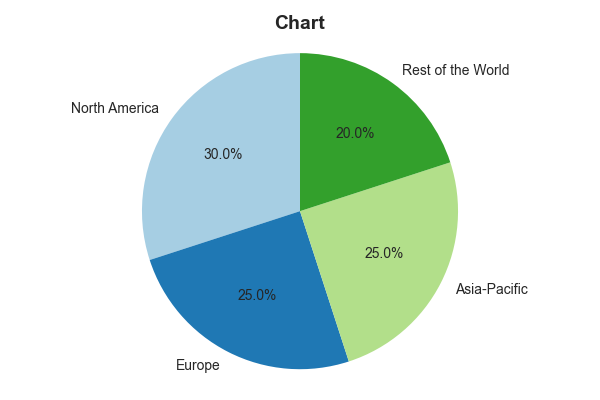 Chart
Rest of the World
North America
20.0%
30.0%
25.0%
Asia-Pacific
25.0%
Europe